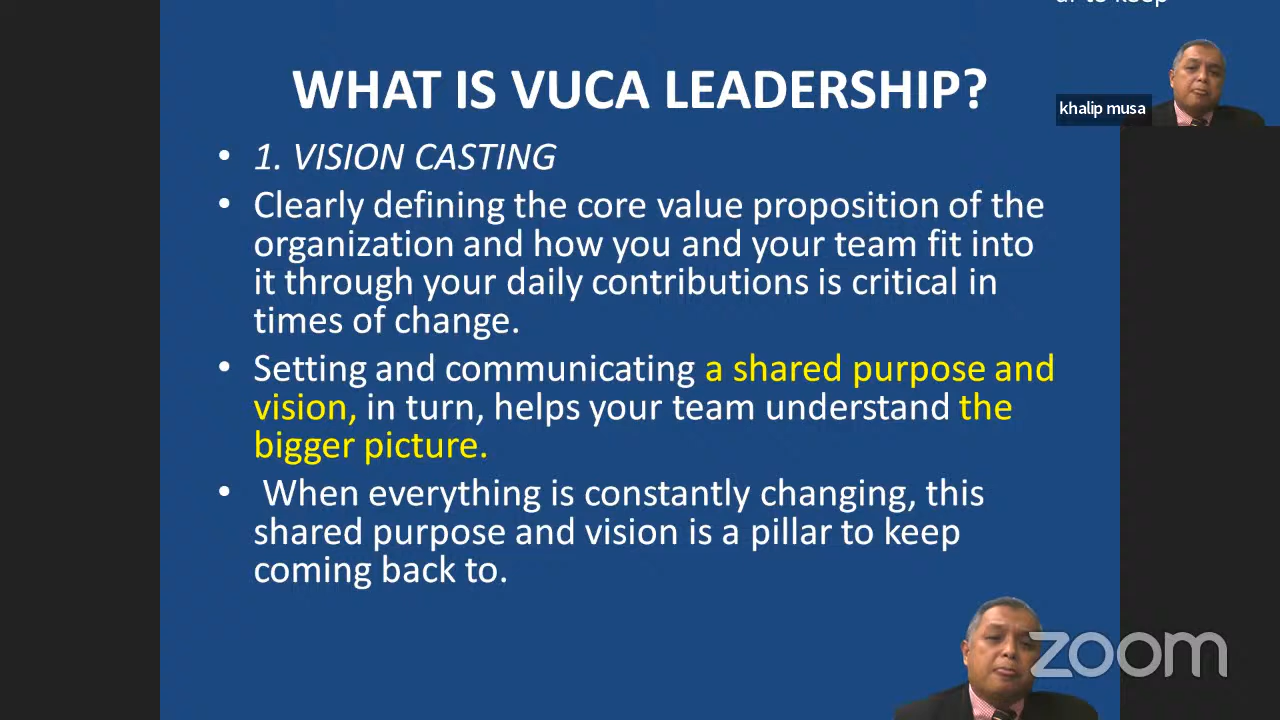 ar to keep
WHAT IS VUCA LEADERSHIP?
khalip musa
• 1. VISION CASTING
• Clearly defining the core value proposition of the
organization and how you and your team fit into
it through your daily contributions is critical in
times of change.
• Setting and communicating a shared purpose and
vision, in turn, helps your team understand the
bigger picture.
• When everything is constantly changing, this
shared purpose and vision is a pillar to keep
coming back to.
zoom